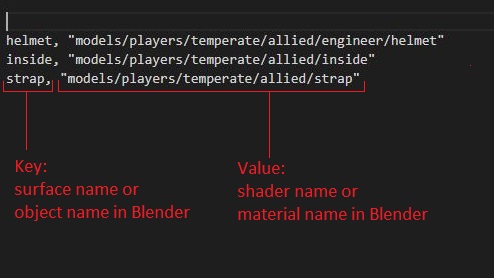 helmet, "models/players/temperate/allied/engineer/helmet"
inside, "models/players/temperate/allied/inside"
strap, "models/players/temperate/allied/strap"
Key:
surface name or
object name in Blender
Value:
shader name or
material name in Blender